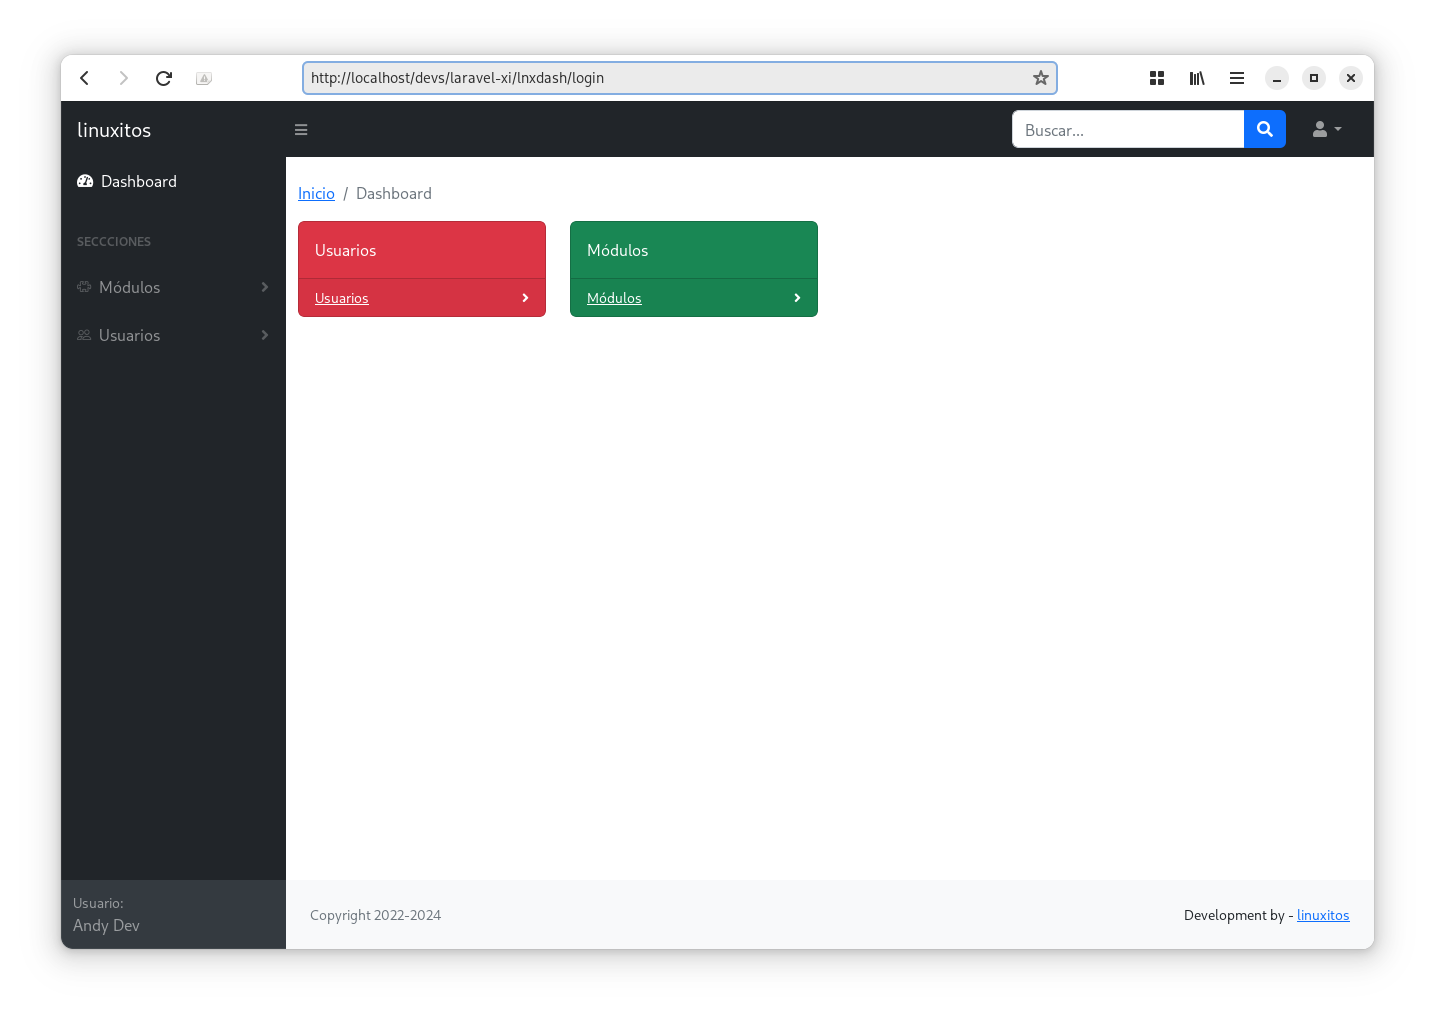 http://localhost/devs/laravel-xi/lnxdash/login
linuxitos
Buscar...
Dashboard
SECCCIONES
Módulos
Usuarios
Inicio / Dashboard
Usuarios
Usuarios
Módulos
Módulos
Usuario:
Andy Dev
Copyright 2022-2024
Development by - linuxitos